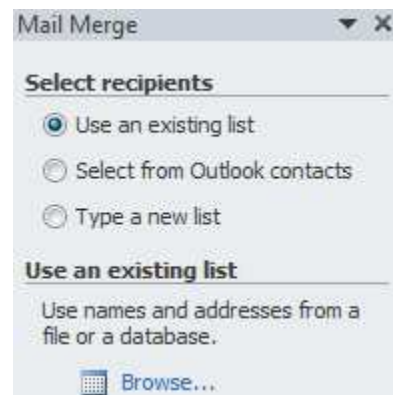 Mail Merge
Select recipients
Use an existing list
Select from Outlook contacts
Type a new list
Use an existing list
Use names and addresses from a
file or a database.
Browse...